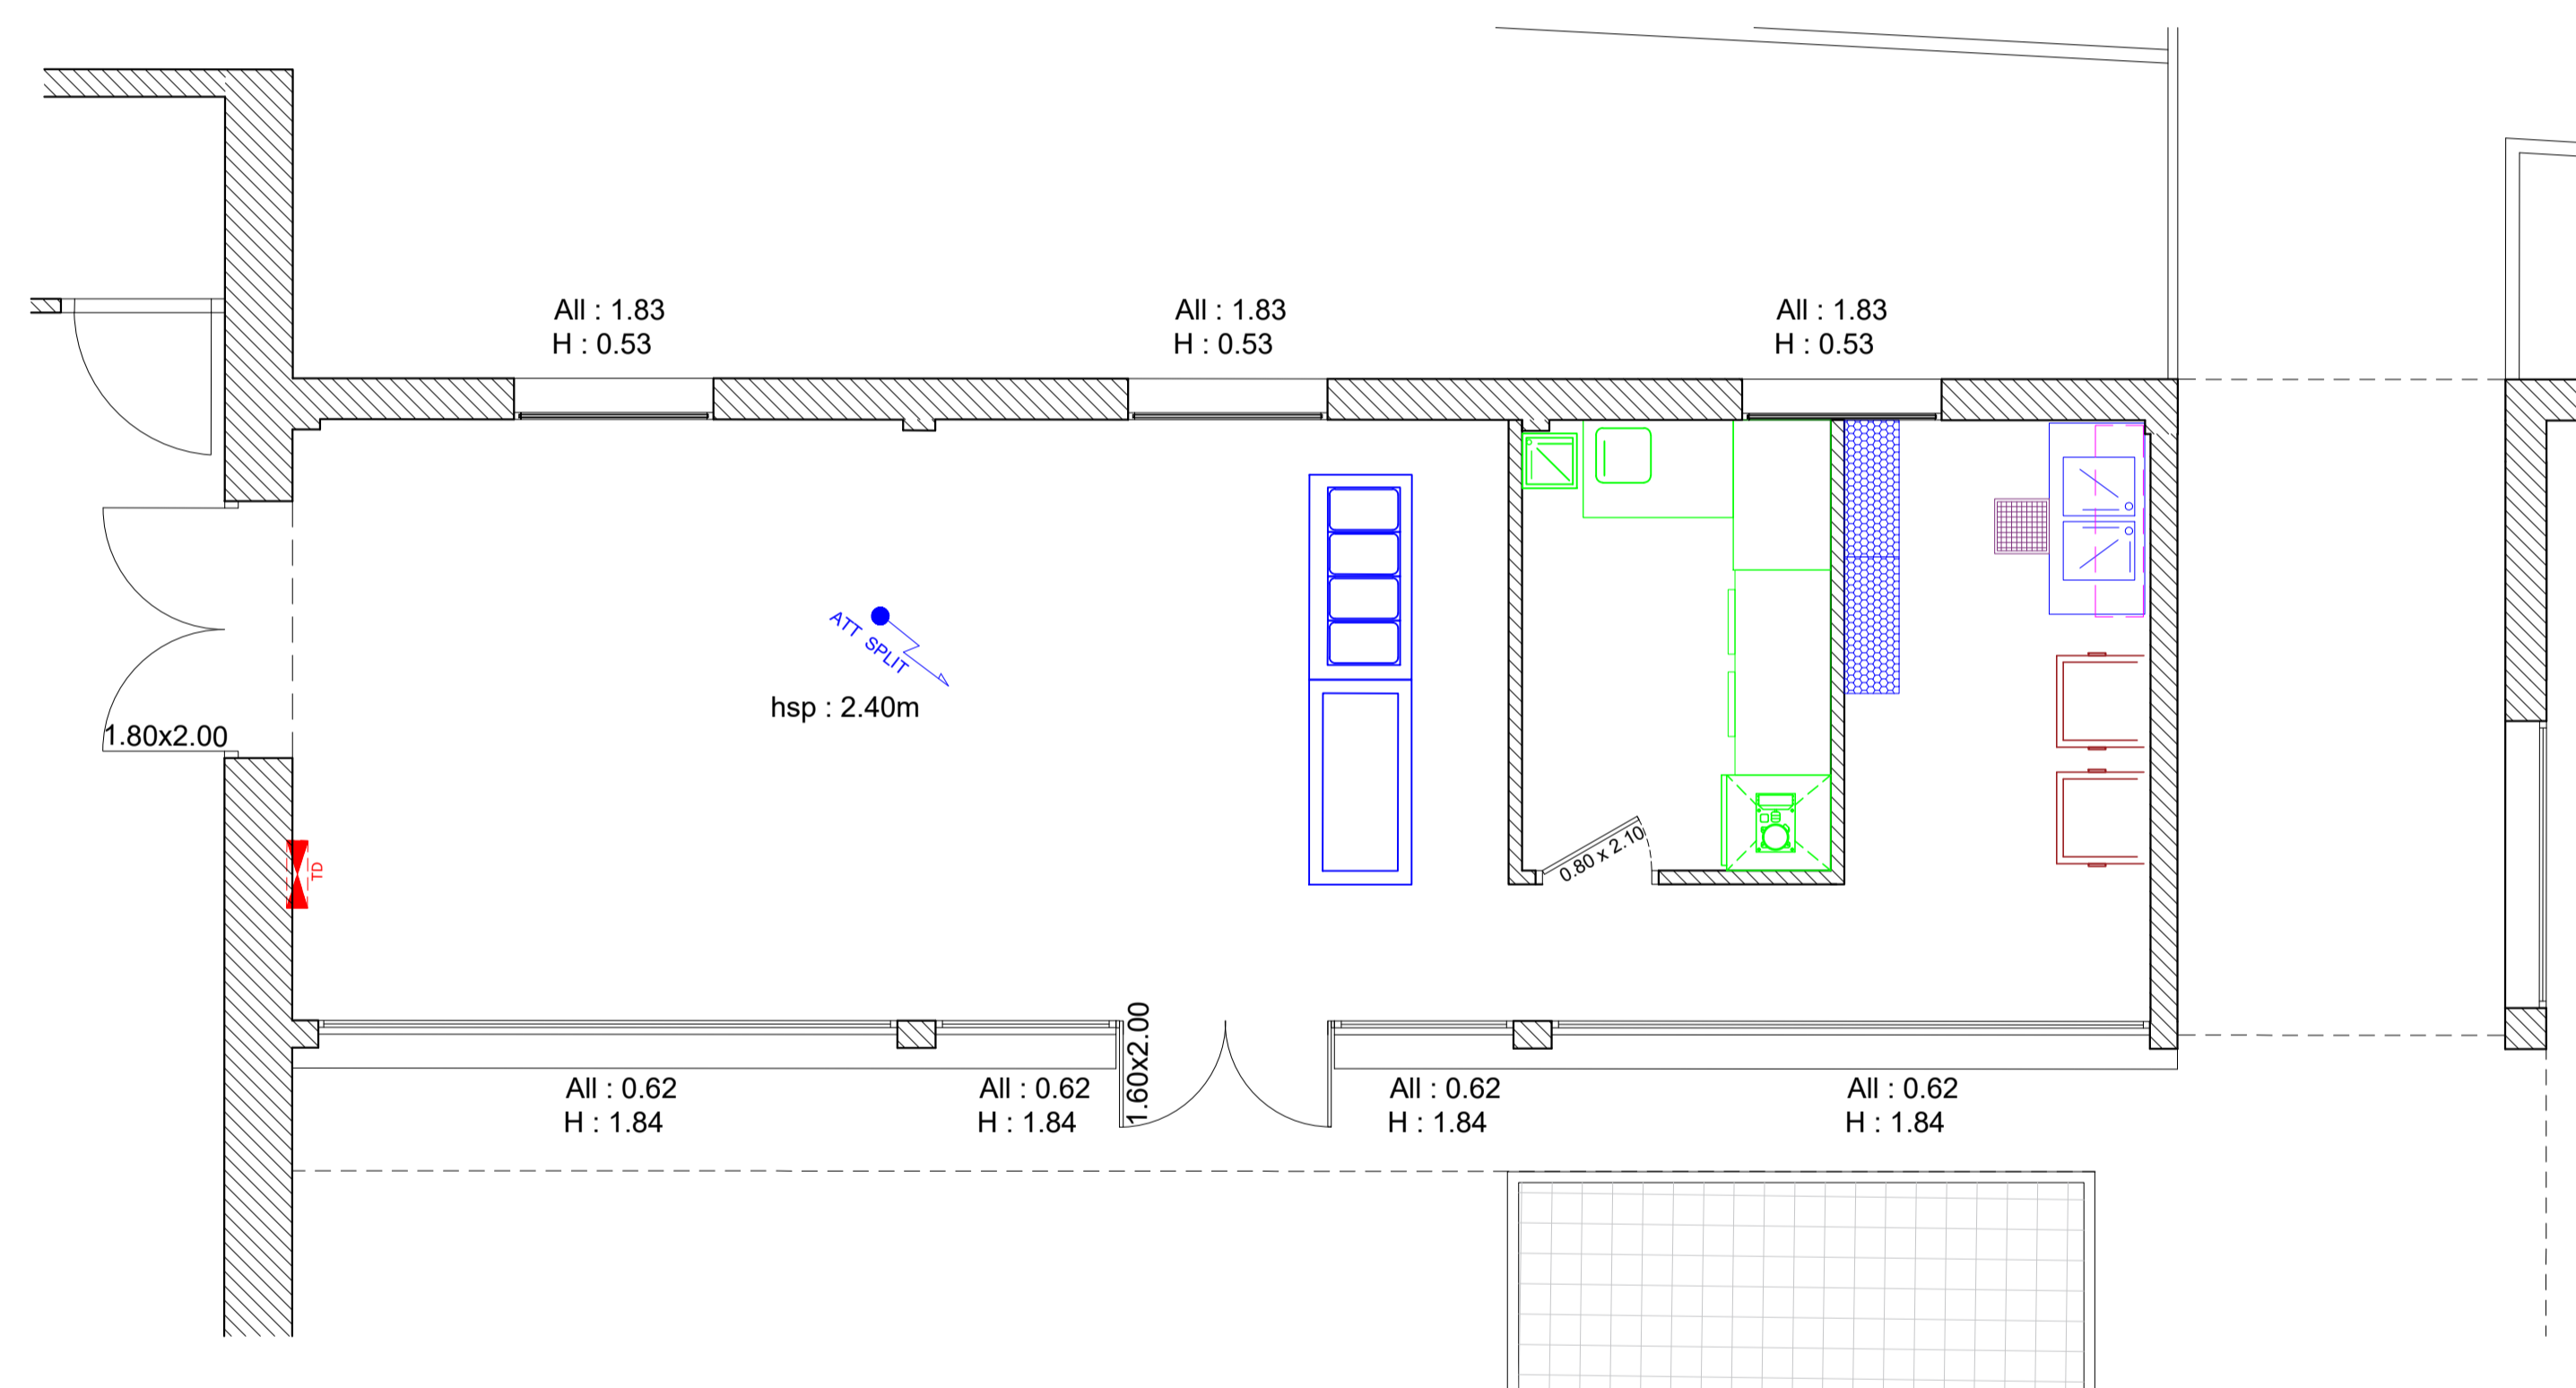 All : 1.83
H : 0.53
All : 1.83
H : 0.53
All : 1.83
H : 0.53
ATT SPLIT
hsp : 2.40m
1.80x2.00
TD
0.80 x 2.10
1.60x2.00
All : 0.62
H : 1.84
All : 0.62
H : 1.84
All : 0.62
H : 1.84
All : 0.62
H : 1.84